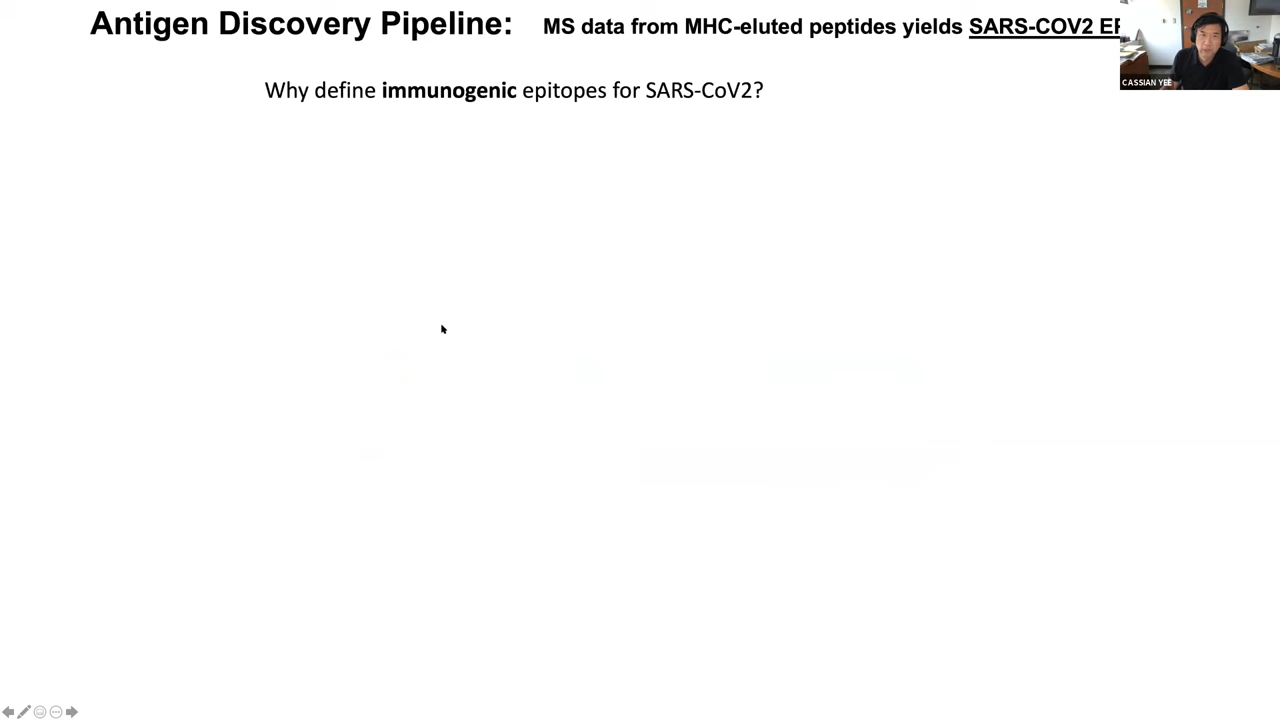 Antigen Discovery Pipeline: MS data from MHC-eluted peptides yields SARS-COV2
CASSIAN YEE
Why define immunogenic epitopes for SARS-CoV2?